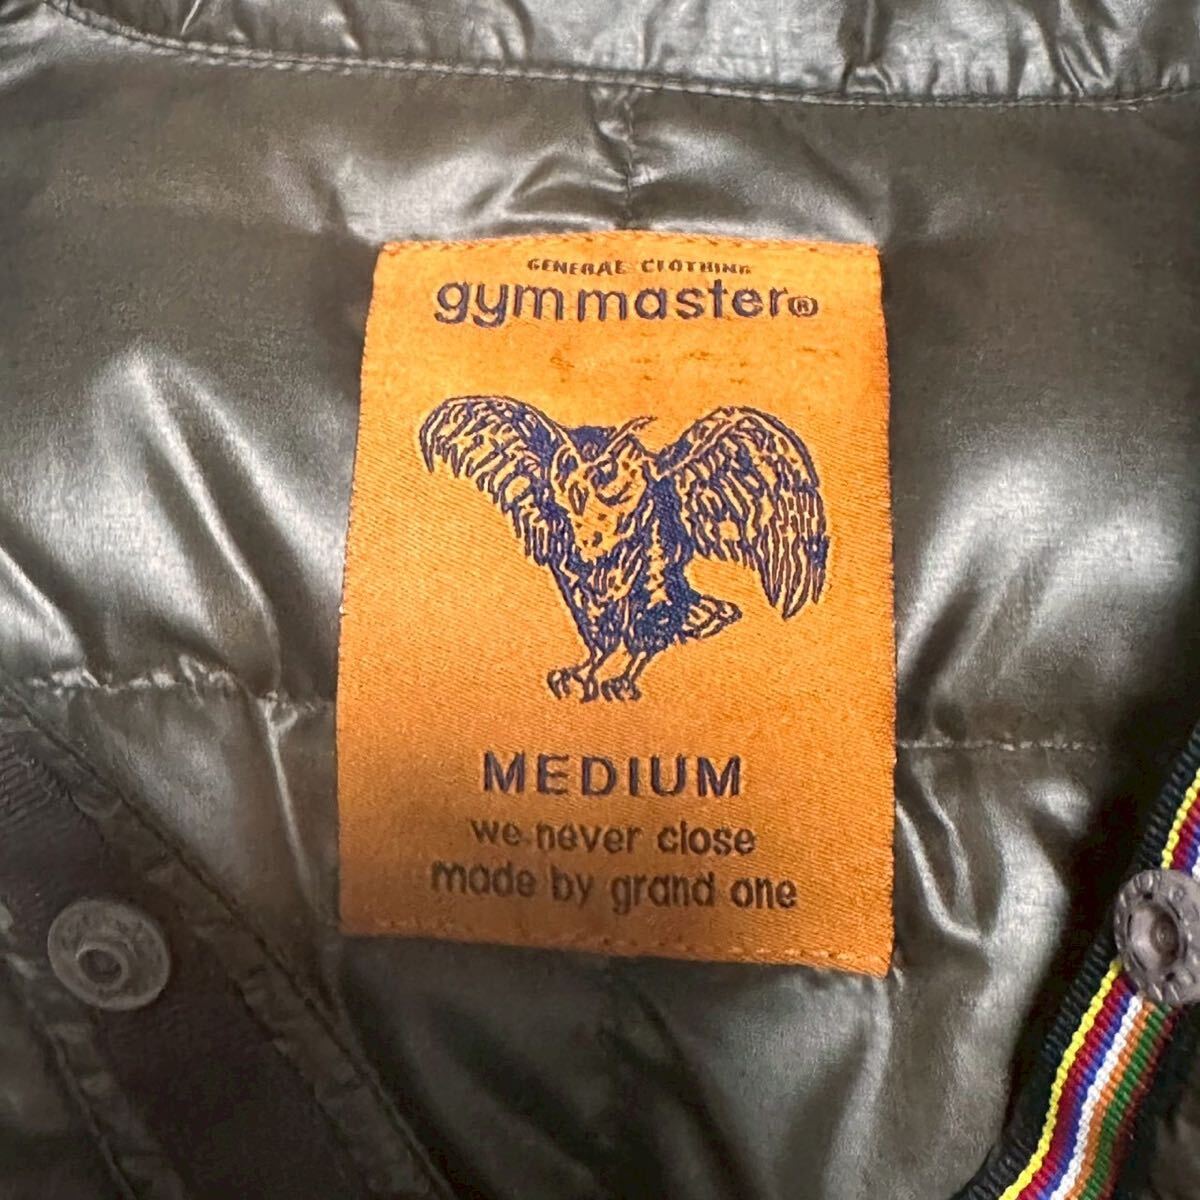 GENERAL CLOTHING
gymmaster®
MEDIUM
we never close
made by grand one